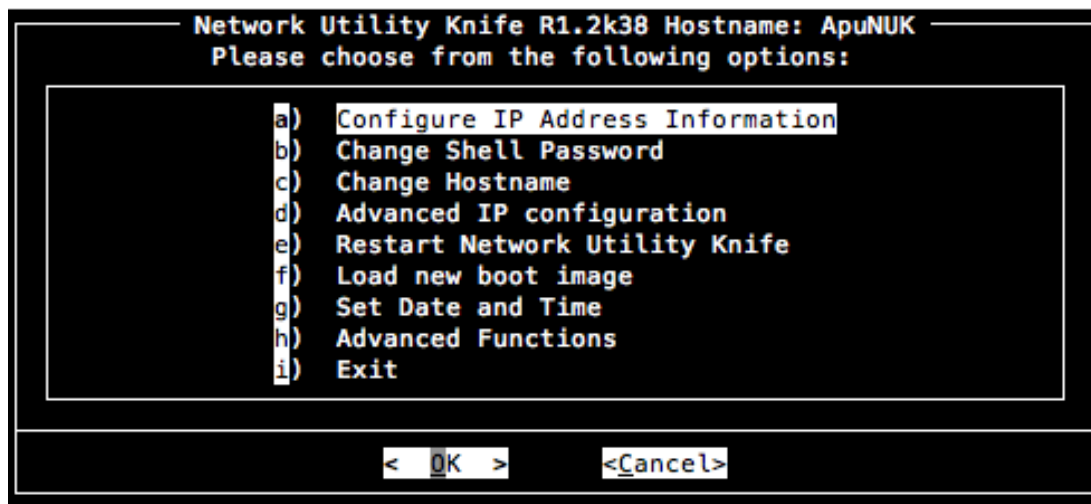 Network Utility Knife R1.2k38 Hostname: ApuNUK
Please choose from the following options:
a) Configure IP Address Information
b) Change Shell Password
c) Change Hostname
d) Advanced IP configuration
e) Restart Network Utility Knife
f) Load new boot image
g) Set Date and Time
h) Advanced Functions
i) Exit
< OK > <Cancel>